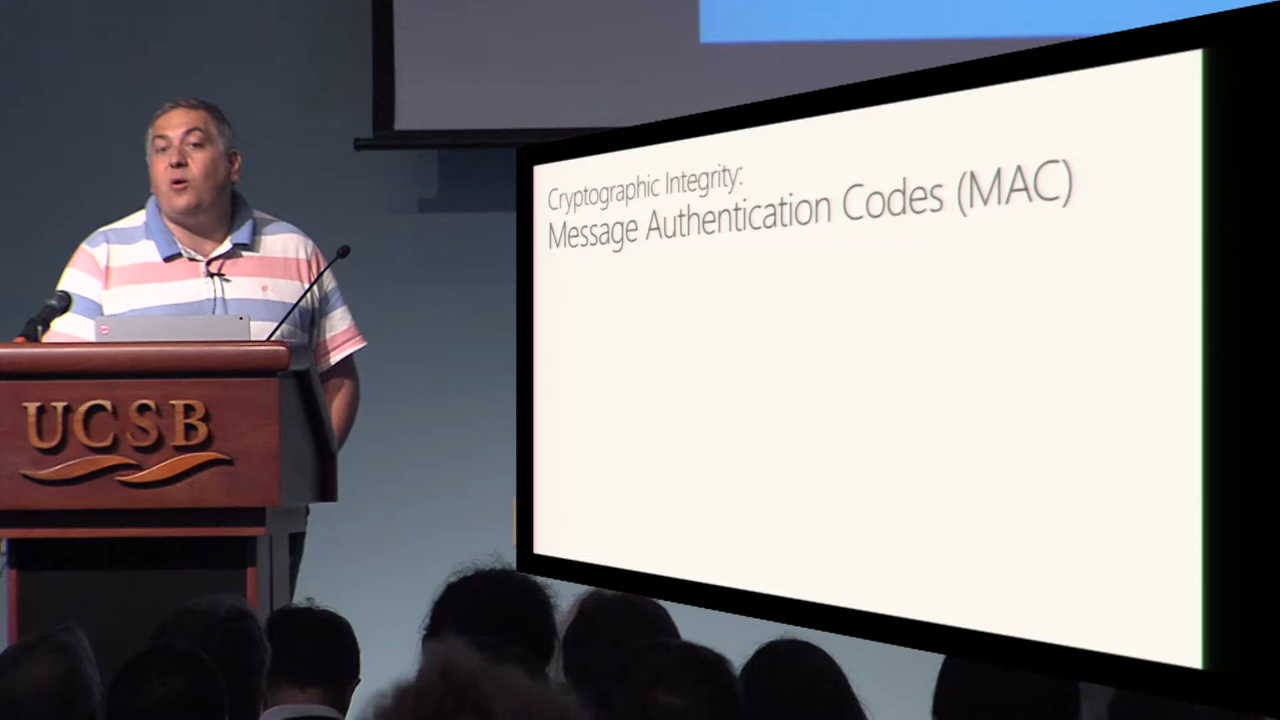 Cryptographic Integrity:
Message Authentication Codes (MAC)
UCSB